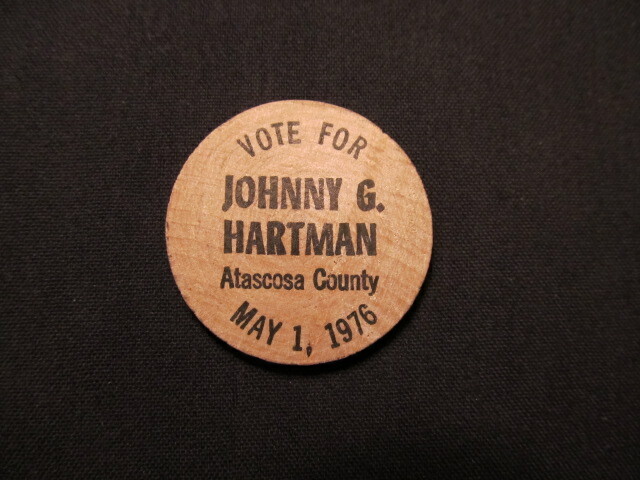 VOTE FOR
JOHNNY G.
HARTMAN
Atascosa County
MAY 1, 1976